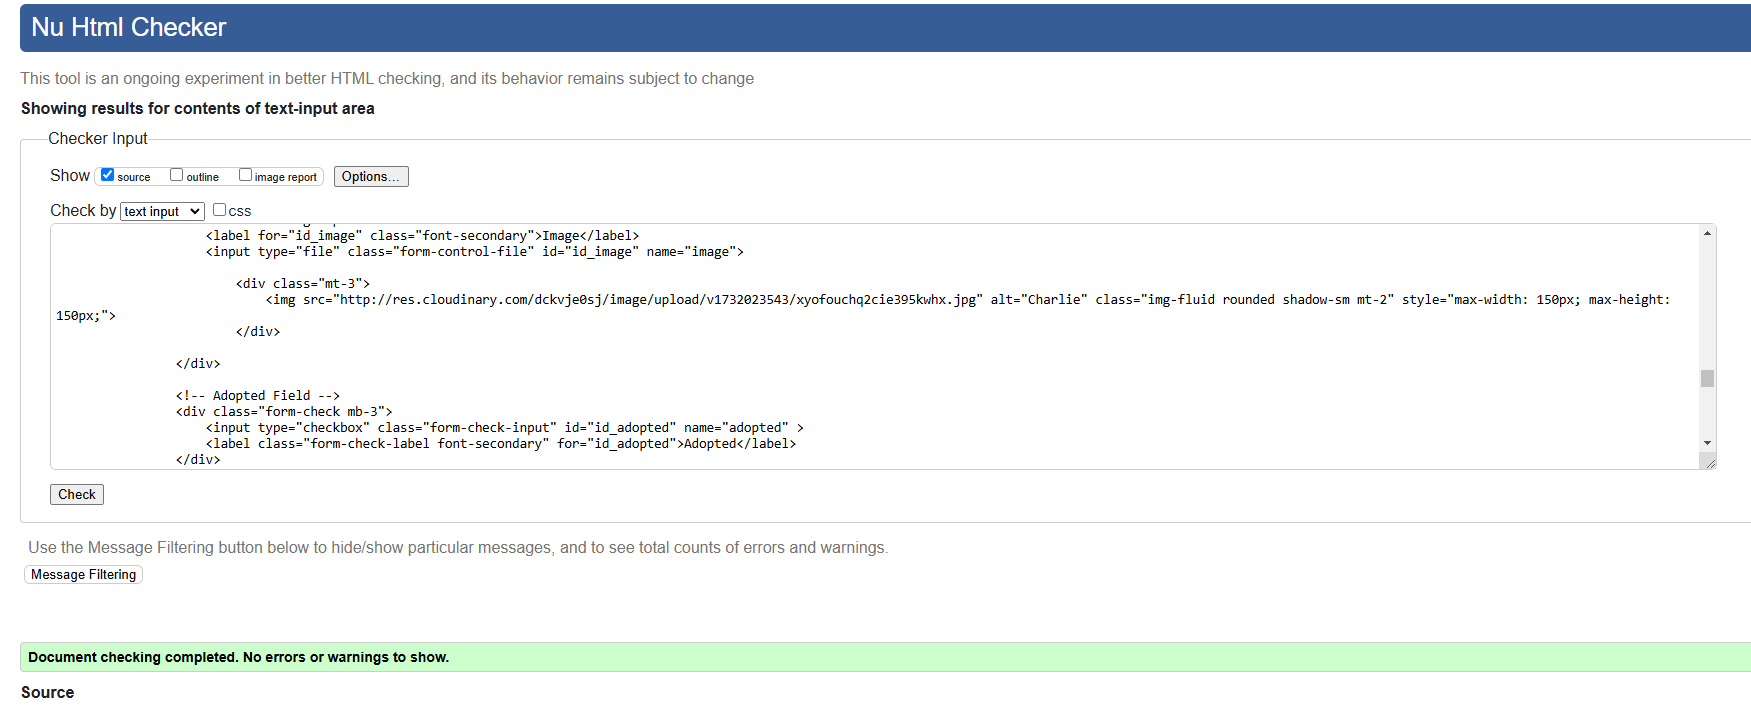 Nu Html Checker
This tool is an ongoing experiment in better HTML checking, and its behavior remains subject to change
Showing results for contents of text-input area
Checker Input
Show source outline image report Options...
Check by text input css
<label for="id_image" class="font-secondary">Image</label>
<input type="file" class="form-control-file" id="id_image" name="image">
<div class="mt-3">
<img src="http://res.cloudinary.com/dckvje0sj/image/upload/v1732023543/xyofouchq2cie395kwhx.jpg" alt="Charlie" class="img-fluid rounded shadow-sm mt-2" style="max-width: 150px; max-height:
150px;">
</div>
</div>
<!-- Adopted Field -->
<div class="form-check mb-3">
<input type="checkbox" class="form-check-input" id="id_adopted" name="adopted" >
<label class="form-check-label font-secondary" for="id_adopted">Adopted</label>
</div>
Check
Use the Message Filtering button below to hide/show particular messages, and to see total counts of errors and warnings.
Message Filtering
Document checking completed. No errors or warnings to show.
Source